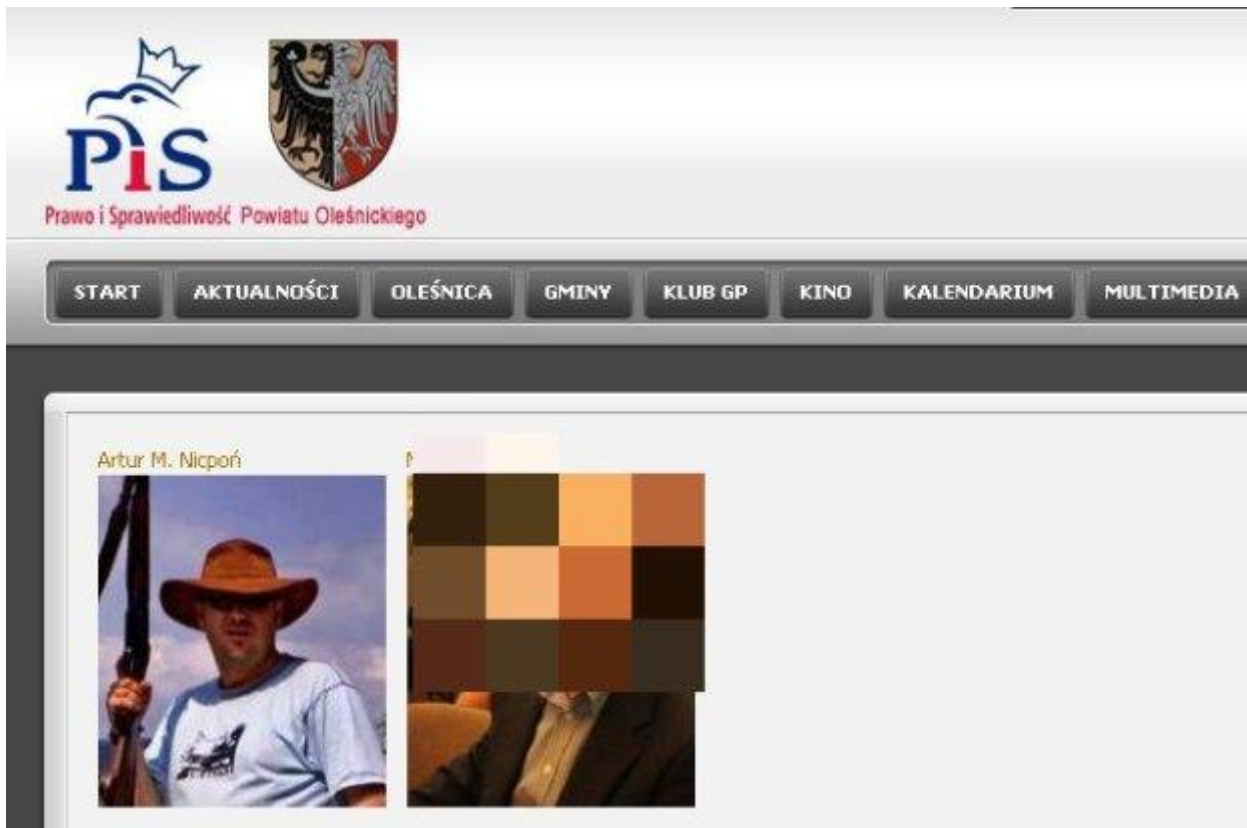 PiS
Prawo i Sprawiedliwość Powiatu Oleśnickiego
START AKTUALNOŚCI OLEŚNICA GMINY KLUB GP KINO KALENDARIUM MULTIMEDIA
Artur M. Nicpoń